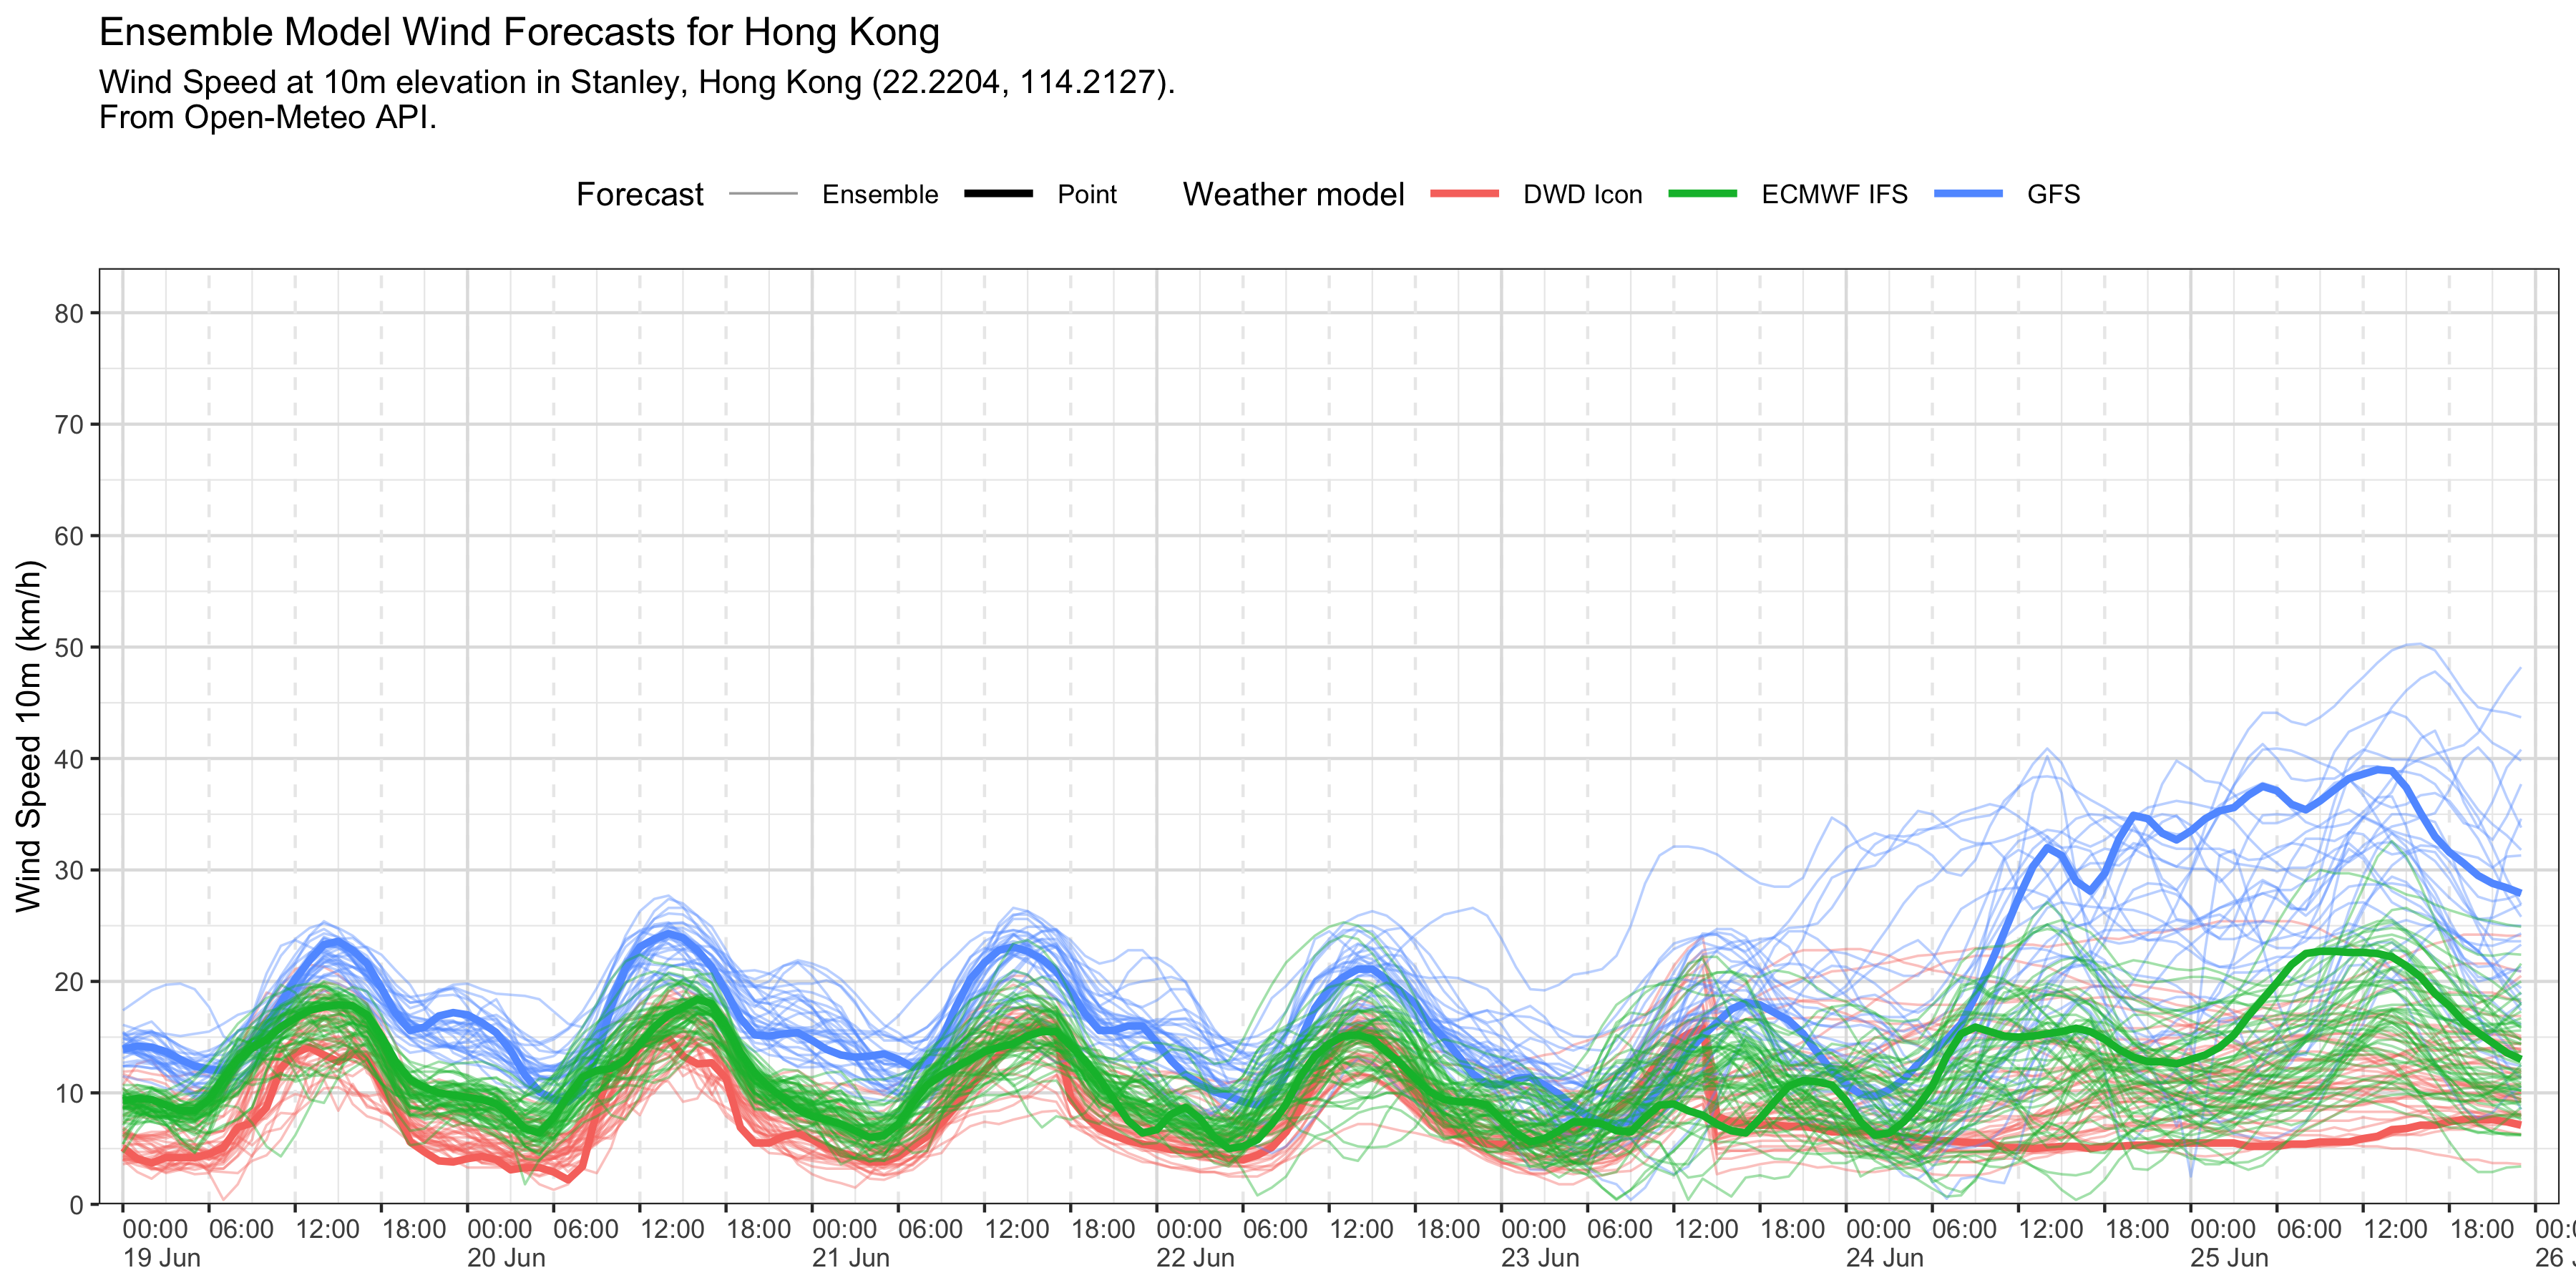 Ensemble Model Wind Forecasts for Hong Kong
Wind Speed at 10m elevation in Stanley, Hong Kong (22.2204, 114.2127).
From Open-Meteo API.
Forecast Ensemble Point Weather model DWD Icon ECMWF IFS GFS
Wind Speed 10m (km/h)
80
70
60
50
40
30
20
10
0
00:00 06:00 12:00 18:00 00:00 06:00 12:00 18:00 00:00 06:00 12:00 18:00 00:00 06:00 12:00 18:00 00:00 06:00 12:00 18:00 00:00 06:00 12:00 18:00 00:00 06:00 12:00 18:00 00:0
19 Jun 20 Jun 21 Jun 22 Jun 23 Jun 24 Jun 25 Jun 26